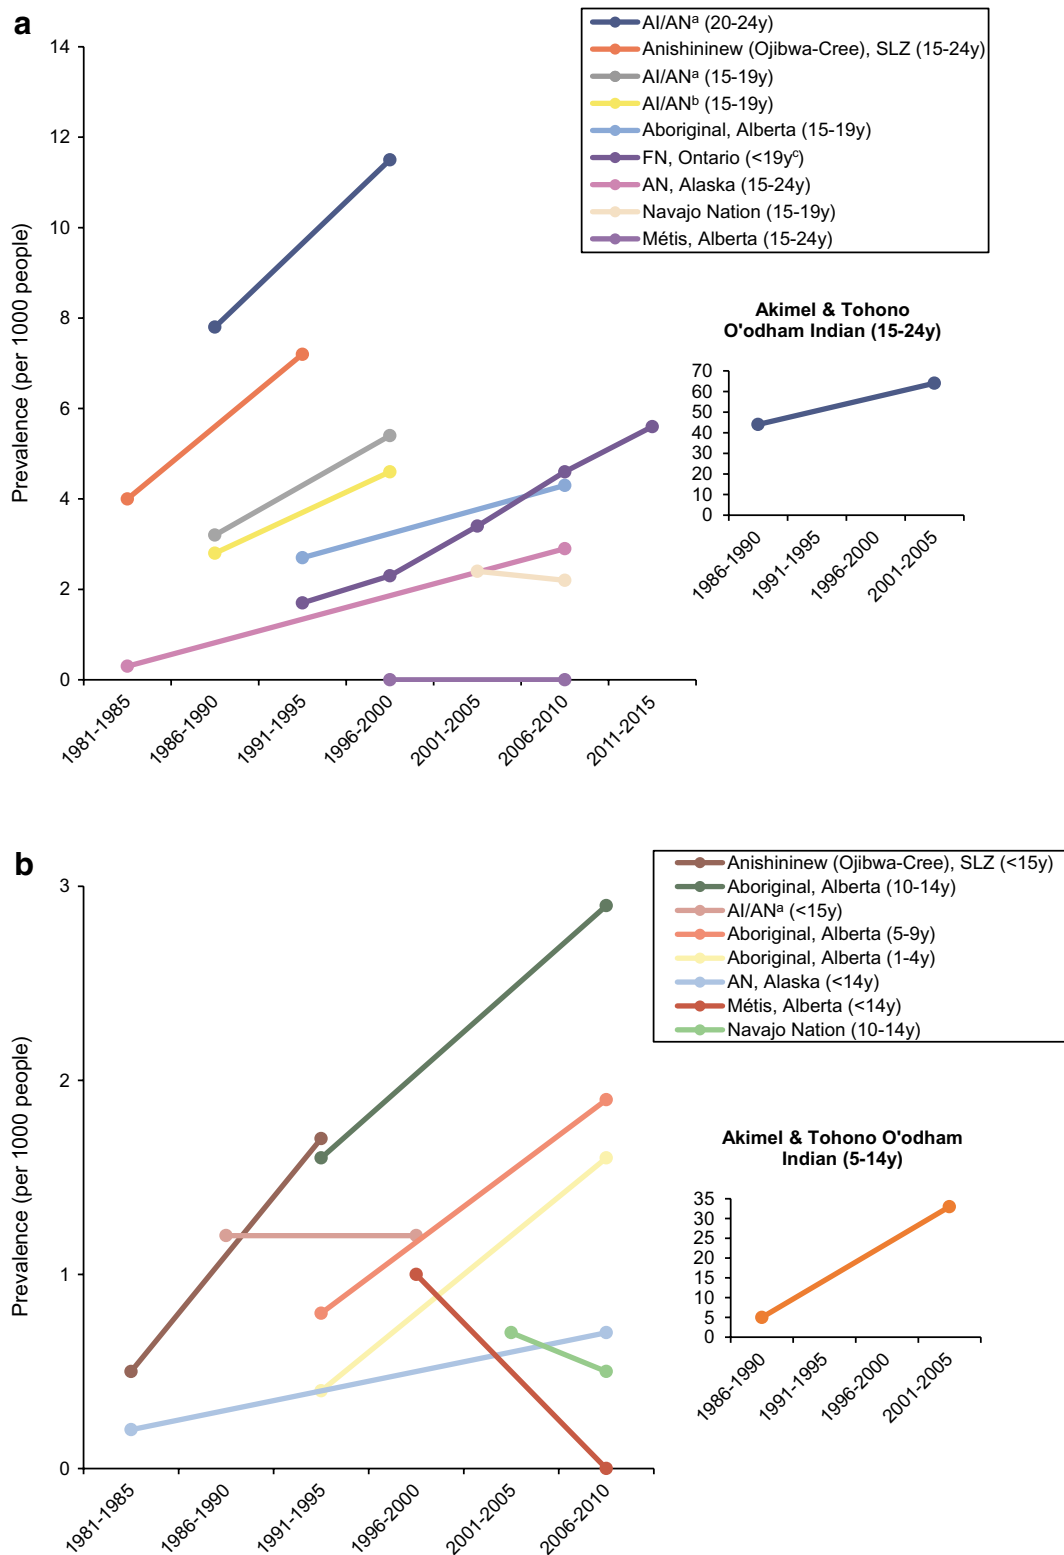 a
AI/ANᵃ (20-24y)
Anishininew (Ojibwa-Cree), SLZ (15-24y)
AI/ANᵃ (15-19y)
AI/ANᵇ (15-19y)
Aboriginal, Alberta (15-19y)
FN, Ontario (<19yᶜ)
AN, Alaska (15-24y)
Navajo Nation (15-19y)
Métis, Alberta (15-24y)
Prevalence (per 1000 people)
14
12
10
8
6
4
2
0
1981-1985
1986-1990
1991-1995
1996-2000
2001-2005
2006-2010
2011-2015
Akimel & Tohono
O'odham Indian (15-24y)
70
60
50
40
30
20
10
0
1986-1990
1991-1995
1996-2000
2001-2005
b
Anishininew (Ojibwa-Cree), SLZ (<15y)
Aboriginal, Alberta (10-14y)
AI/ANᵃ (<15y)
Aboriginal, Alberta (5-9y)
Aboriginal, Alberta (1-4y)
AN, Alaska (<14y)
Métis, Alberta (<14y)
Navajo Nation (10-14y)
Prevalence (per 1000 people)
3
2
1
0
1981-1985
1986-1990
1991-1995
1996-2000
2001-2005
2006-2010
Akimel & Tohono O'odham
Indian (5-14y)
35
30
25
20
15
10
5
0
1986-1990
1991-1995
1996-2000
2001-2005